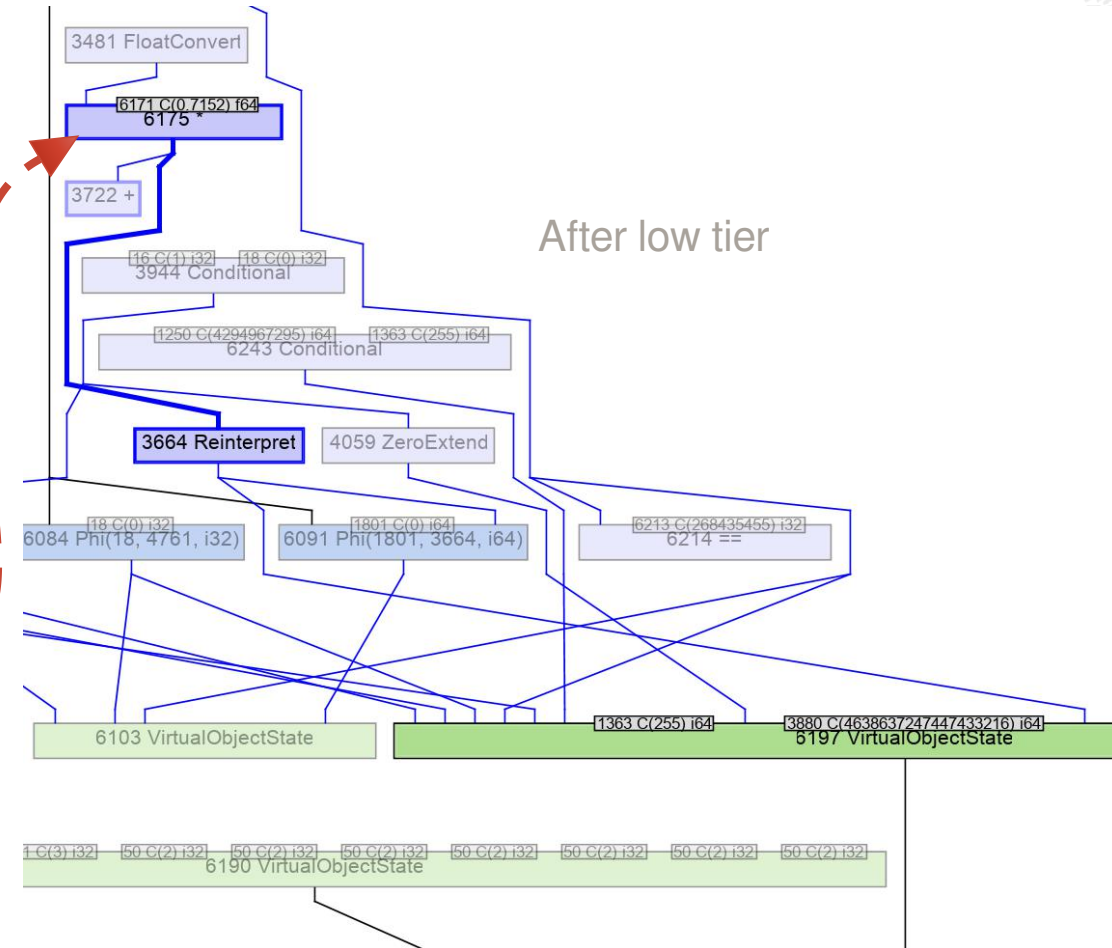 3481 FloatConvert
6171 C(0.7152) f64
6175 *
3722 +
After low tier
16 C(1) i32 18 C(0) i32
3944 Conditional
1250 C(4294967295) i64 1363 C(255) i64
6243 Conditional
3664 Reinterpret 4059 ZeroExtend
18 C(0) i32 1801 C(0) i64 6213 C(268435455) i32
6084 Phi(18, 4761, i32) 6091 Phi(1801, 3664, i64) 6214 ==
1363 C(255) i64 3880 C(4638637247447433216) i64
6103 VirtualObjectState 6197 VirtualObjectState
1 C(3) i32 50 C(2) i32 50 C(2) i32 50 C(2) i32 50 C(2) i32 50 C(2) i32 50 C(2) i32 50 C(2) i32
6190 VirtualObjectState